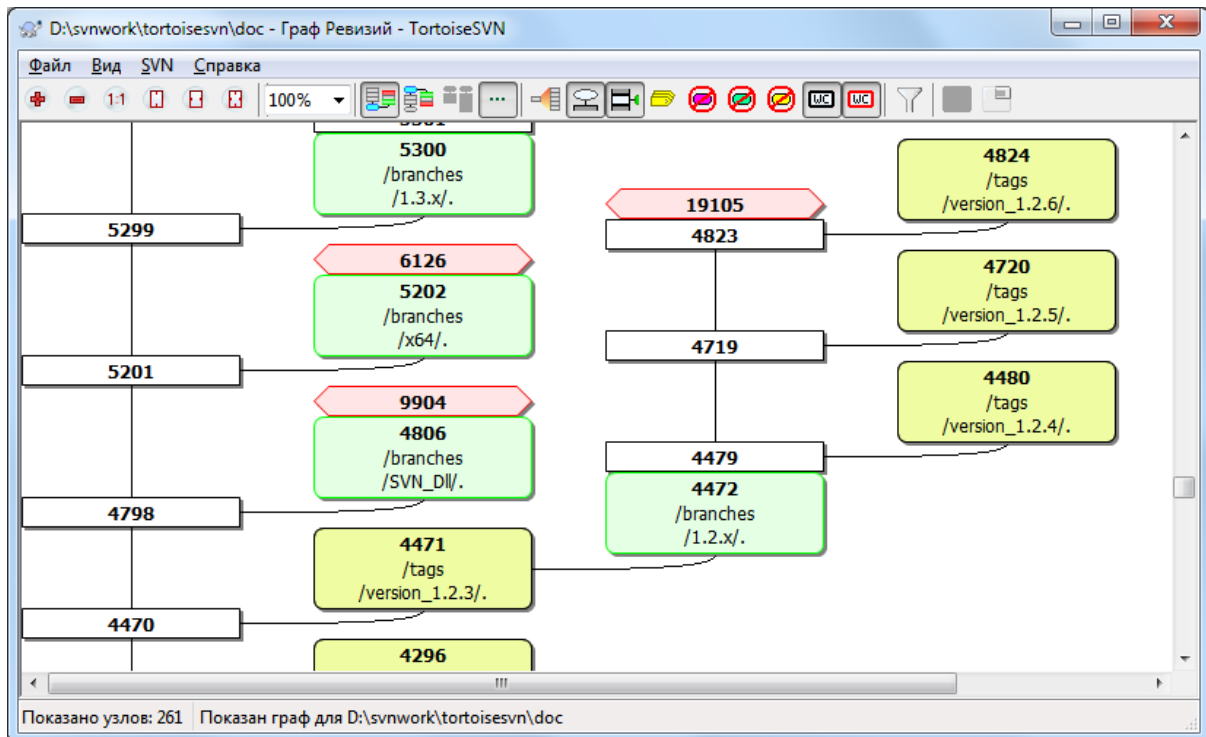 D:\svnwork\tortoisesvn\doc - Граф Ревизий - TortoiseSVN
Файл Вид SVN Справка
1:1 100% WC WC
5300
/branches
/1.3.x/.
5299
6126
5202
/branches
/x64/.
5201
9904
4806
/branches
/SVN_Dll/.
4798
4471
/tags
/version_1.2.3/.
4470
4296
19105
4823
4719
4479
4472
/branches
/1.2.x/.
4824
/tags
/version_1.2.6/.
4720
/tags
/version_1.2.5/.
4480
/tags
/version_1.2.4/.
Показано узлов: 261 Показан граф для D:\svnwork\tortoisesvn\doc